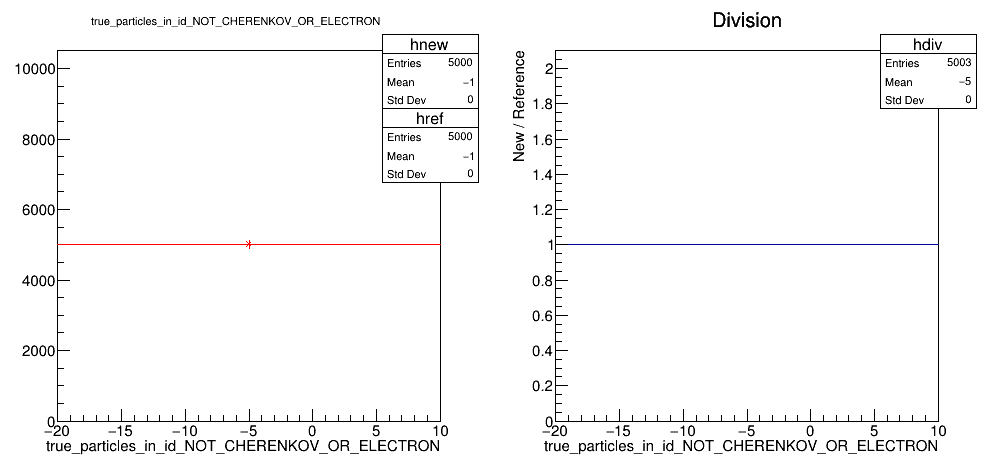 true_particles_in_id_NOT_CHERENKOV_OR_ELECTRON
hnew
Entries 5000
Mean −1
Std Dev 0
href
Entries 5000
Mean −1
Std Dev 0
10000
8000
6000
4000
2000
0
−20 −15 −10 −5 0 5 10
true_particles_in_id_NOT_CHERENKOV_OR_ELECTRON
Division
hdiv
Entries 5003
Mean −5
Std Dev 0
New / Reference
2
1.8
1.6
1.4
1.2
1
0.8
0.6
0.4
0.2
0
−20 −15 −10 −5 0 5 10
true_particles_in_id_NOT_CHERENKOV_OR_ELECTRON